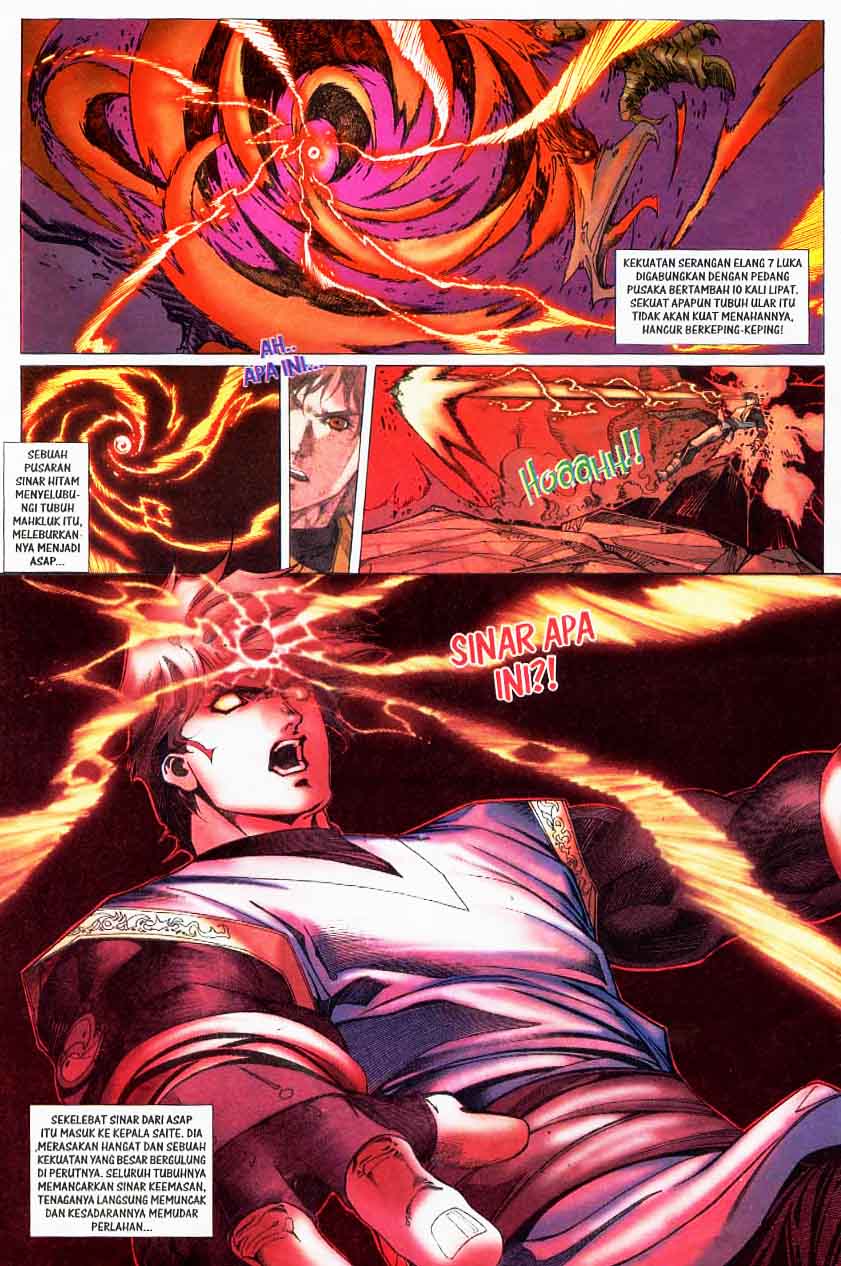 KEKUATAN SERANGAN ELANG 7 LUKA
DIGABUNGKAN DENGAN PEDANG
PUSAKA BERTAMBAH 10 KALI LIPAT.
SEKUAT APAPUN TUBUH ULAR ITU
TIDAK AKAN KUAT MENAHANNYA,
HANCUR BERKEPING-KEPING!
SEBUAH
PUSARAN
SINAR HITAM
MENYELUBU-
NGI TUBUH
MAHKLUK ITU,
MELEBURKAN-
NYA MENJADI
ASAP...
AH..
APA INI...
HOGGHH!!
SINAR APA
INI?!
SEKELEBAT SINAR DARI ASAP
ITU MASUK KE KEPALA SAITE. DIA
MERASAKAN HANGAT DAN SEBUAH
KEKUATAN YANG BESAR BERGULUNG
DI PERUTNYA. SELURUH TUBUHNYA
MEMANCARKAN SINAR KEEMASAN,
TENAGANYA LANGSUNG MEMUNCAK
DAN KESADARANNYA MEMUDAR
PERLAHAN...